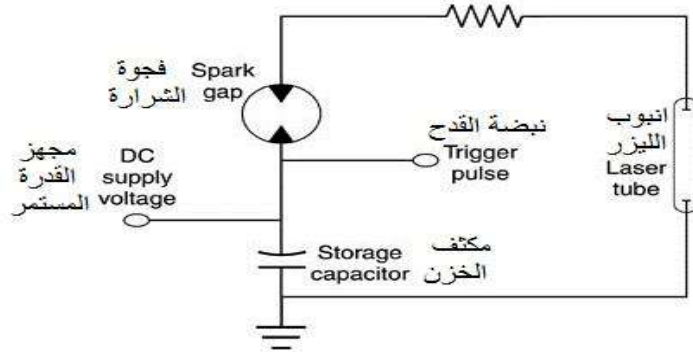 فجوة
الشرارة
Spark
gap
نبضة القدح
Trigger
pulse
انبوب
الليزر
Laser
tube
مجهز
القدرة
المستمر
DC
supply
voltage
مكثف
الخزن
Storage
capacitor